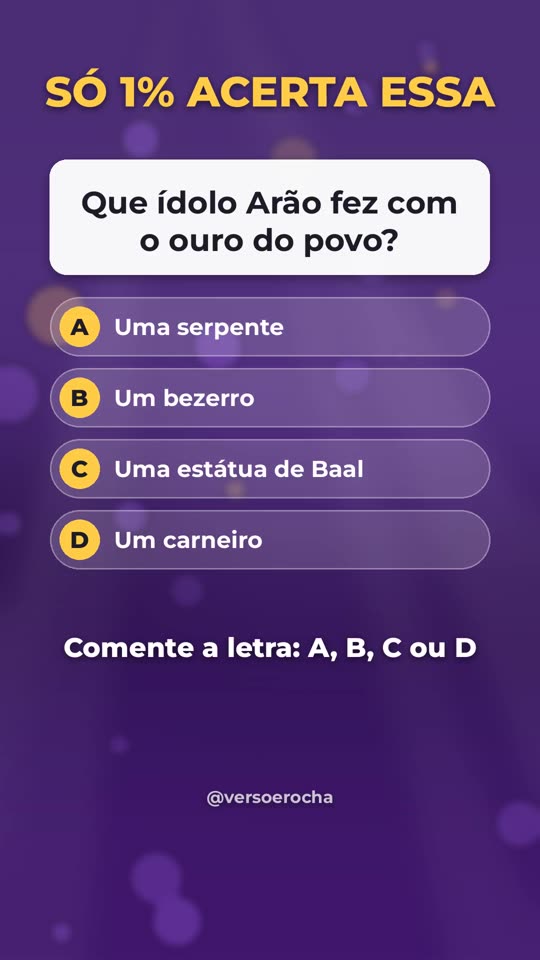 SÓ 1% ACERTA ESSA
Que ídolo Arão fez com
o ouro do povo?
A Uma serpente
B Um bezerro
C Uma estátua de Baal
D Um carneiro
Comente a letra: A, B, C ou D
@versoerocha